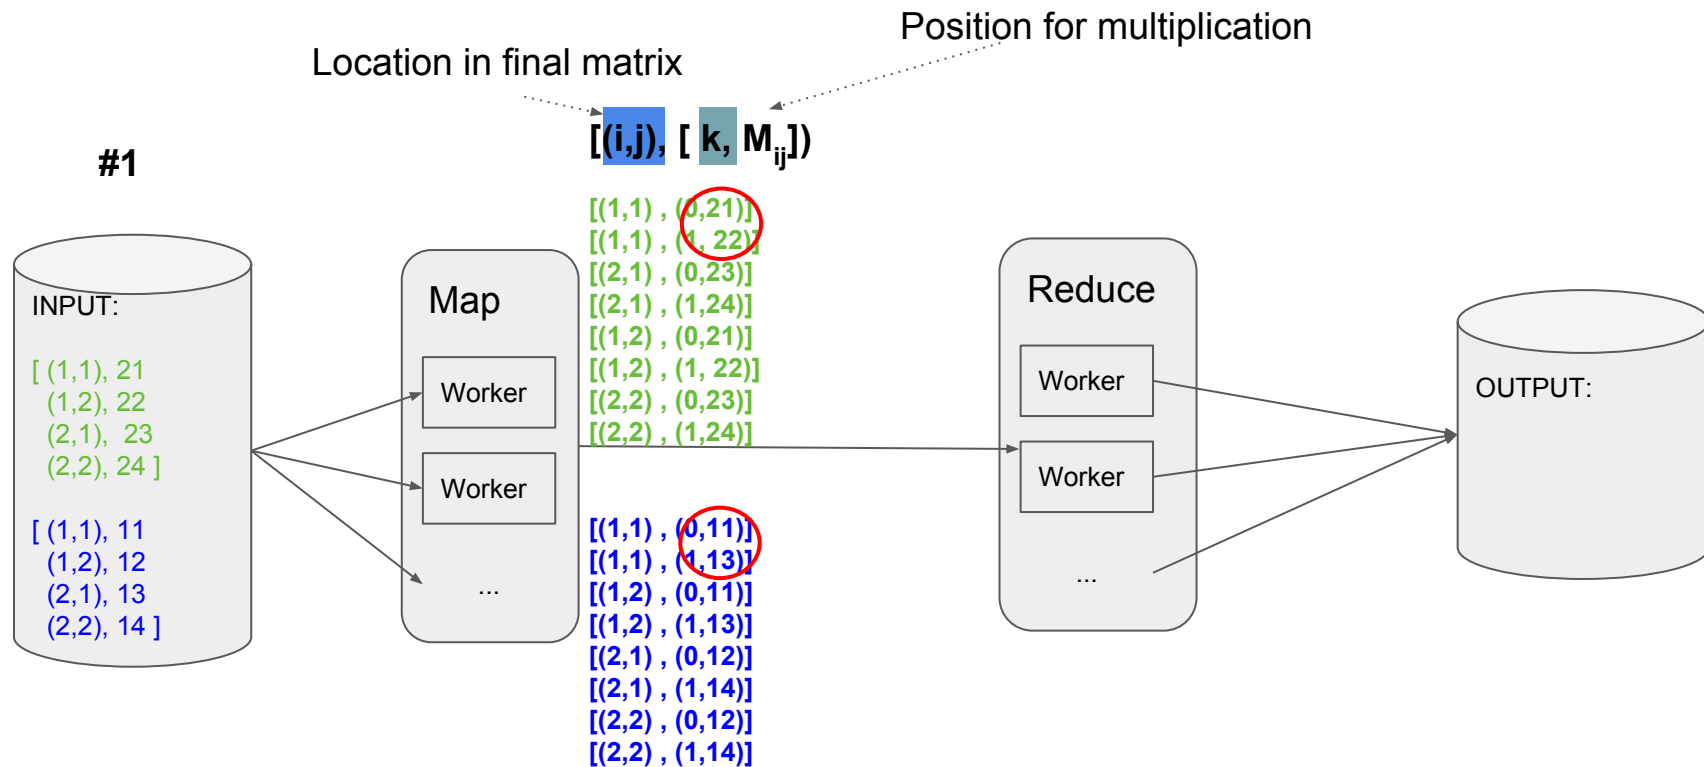 Position for multiplication
Location in final matrix
[(i,j), [ k, Mij])
#1
INPUT:
[ (1,1), 21
(1,2), 22
(2,1), 23
(2,2), 24 ]
[ (1,1), 11
(1,2), 12
(2,1), 13
(2,2), 14 ]
Map
Worker
Worker
...
[(1,1) , (0,21)]
[(1,1) , (1, 22)]
[(2,1) , (0,23)]
[(2,1) , (1,24)]
[(1,2) , (0,21)]
[(1,2) , (1, 22)]
[(2,2) , (0,23)]
[(2,2) , (1,24)]
[(1,1) , (0,11)]
[(1,1) , (1,13)]
[(1,2) , (0,11)]
[(1,2) , (1,13)]
[(2,1) , (0,12)]
[(2,1) , (1,14)]
[(2,2) , (0,12)]
[(2,2) , (1,14)]
Reduce
Worker
Worker
...
OUTPUT: